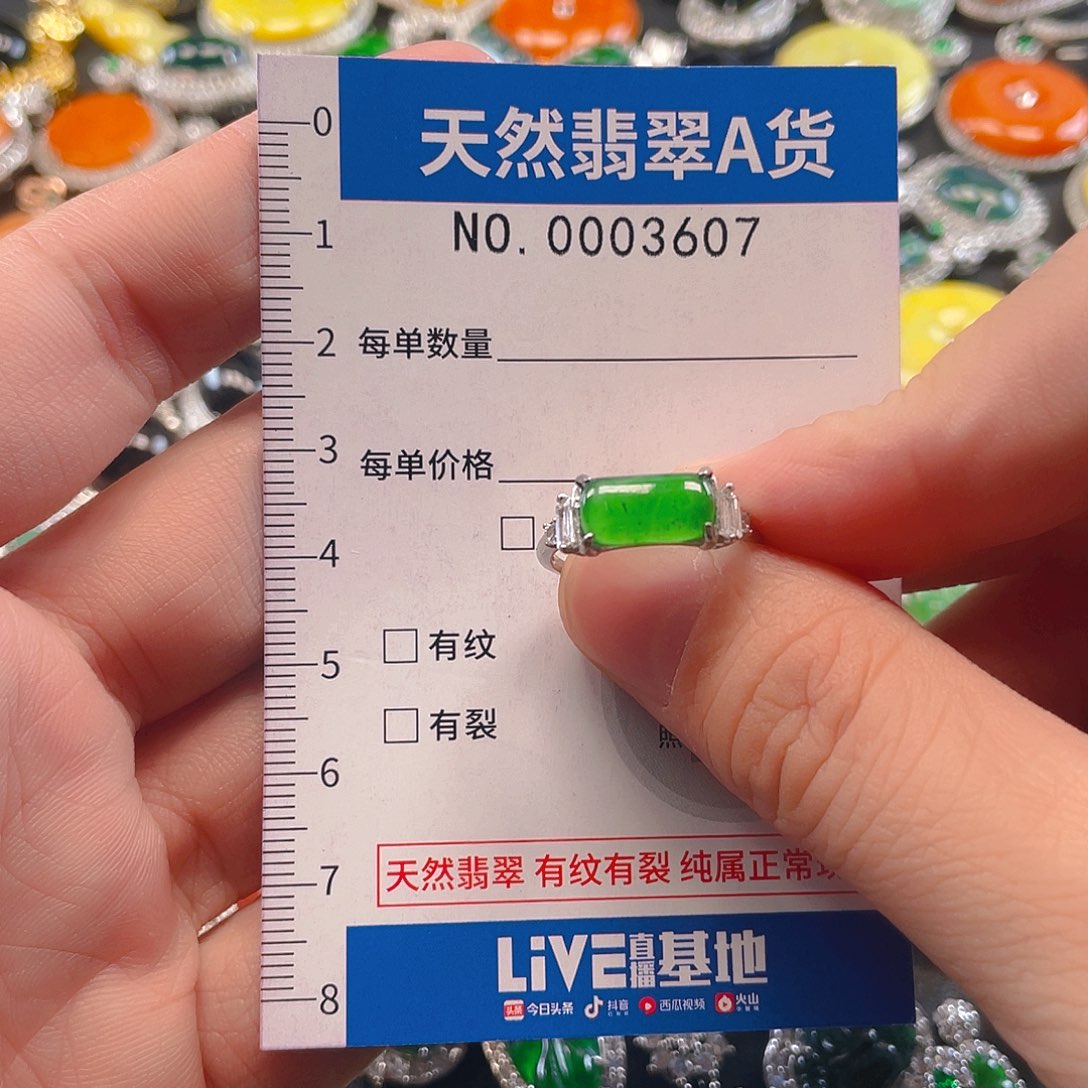 天然翡翠A货
NO.0003607
每单数量
每单价格
有纹
有裂
照
天然翡翠 有纹有裂 纯属正常
LiVE直播基地
头条 今日头条 抖音 西瓜视频 火山
0
1
2
3
4
5
6
7
8